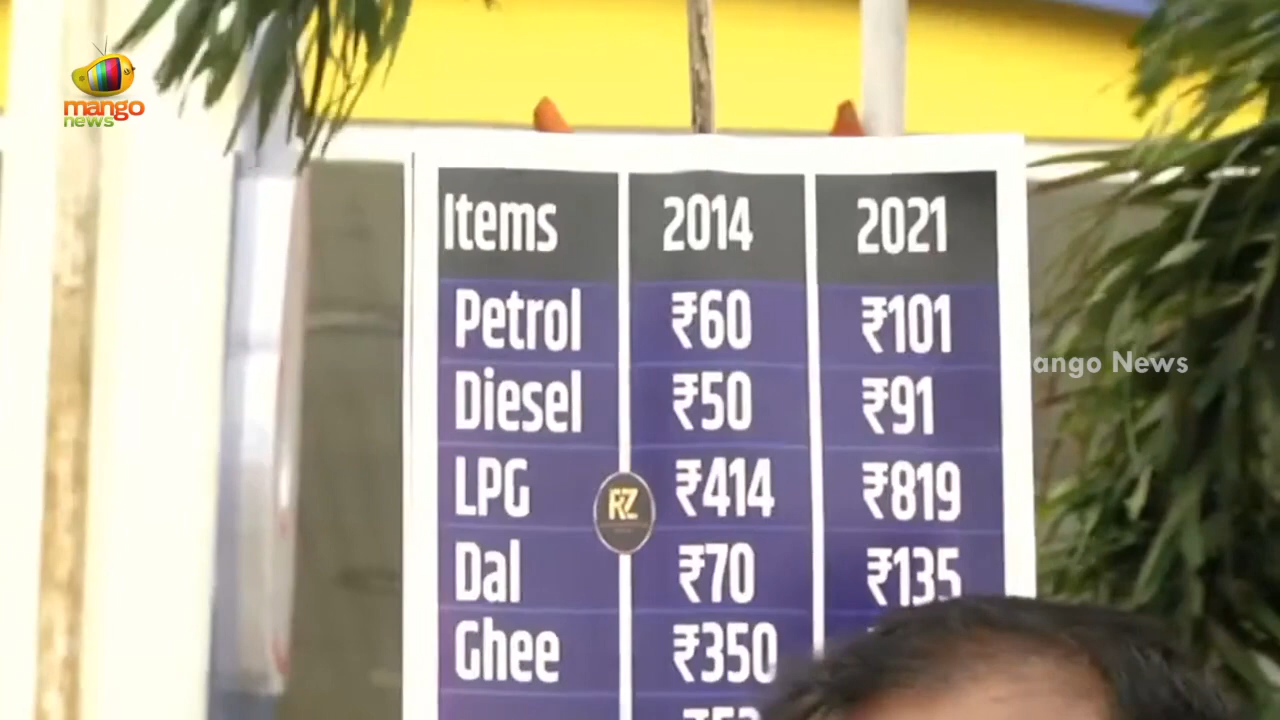 mango
news
Items 2014 2021
Petrol ₹60 ₹101
Diesel ₹50 ₹91
ango News
LPG ₹414 ₹819
RZ
Dal ₹70 ₹135
Ghee ₹350